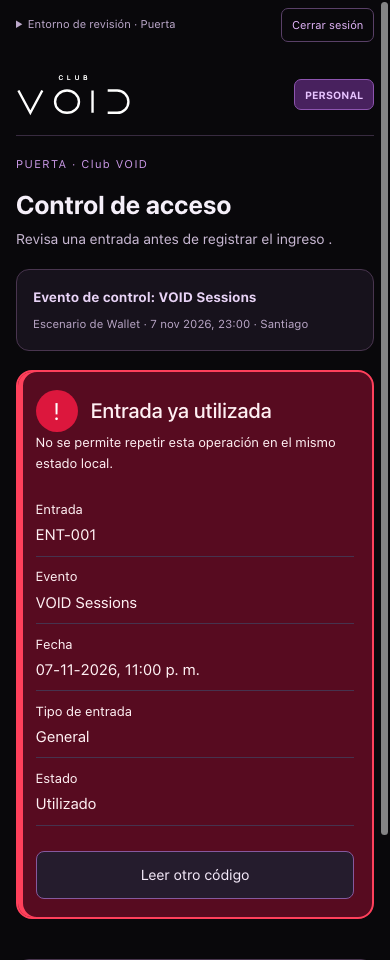 ▶ Entorno de revisión · Puerta
Cerrar sesión
CLUB
VOID
PERSONAL
PUERTA · Club VOID
Control de acceso
Revisa una entrada antes de registrar el ingreso .
Evento de control: VOID Sessions
Escenario de Wallet · 7 nov 2026, 23:00 · Santiago
!
Entrada ya utilizada
No se permite repetir esta operación en el mismo
estado local.
Entrada
ENT-001
Evento
VOID Sessions
Fecha
07-11-2026, 11:00 p. m.
Tipo de entrada
General
Estado
Utilizado
Leer otro código